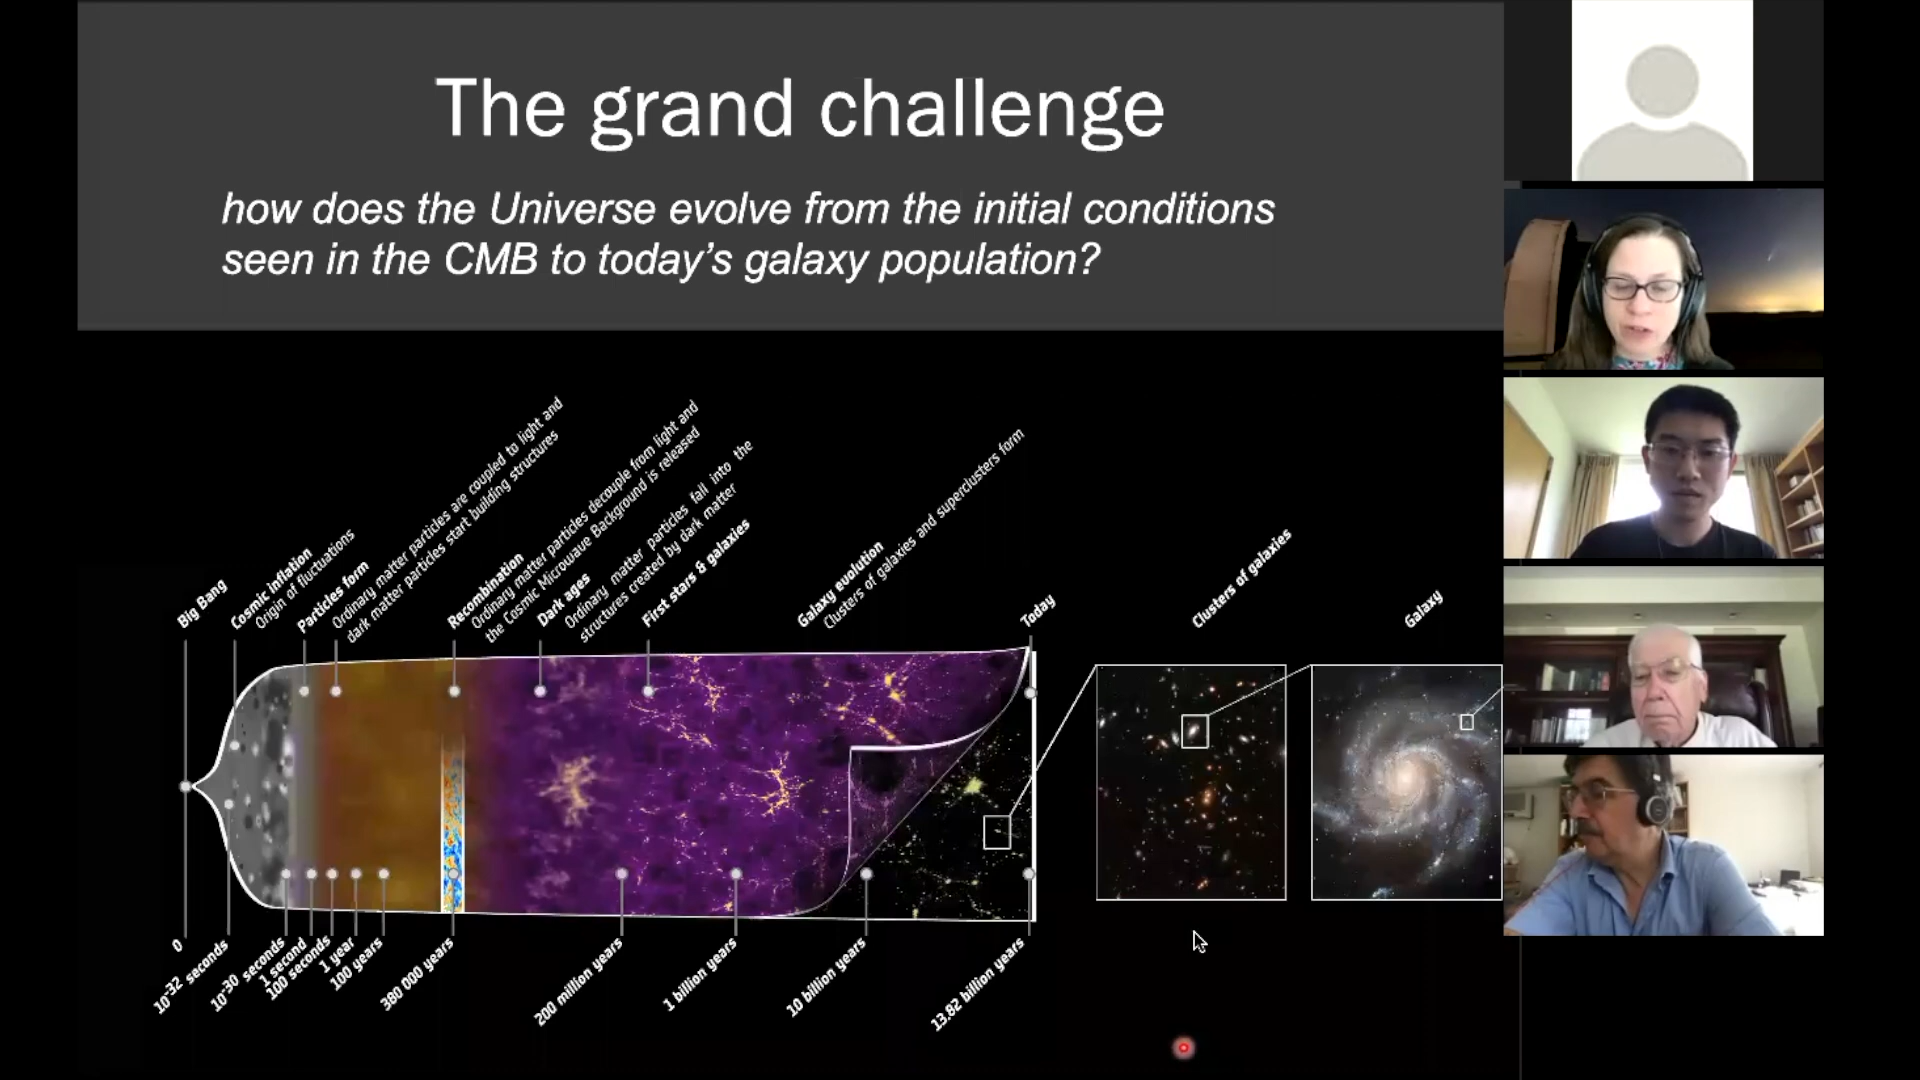 The grand challenge
how does the Universe evolve from the initial conditions
seen in the CMB to today's galaxy population?
Big Bang
Cosmic inflation
Origin of fluctuations
Particles form
Ordinary matter particles are coupled to light and
dark matter particles start building structures
Recombination
Ordinary matter particles decouple from light and
the Cosmic Microwave Background is released
Dark ages
Ordinary matter particles fall into the
structures created by dark matter
First stars & galaxies
Galaxy evolution
Clusters of galaxies and superclusters form
Today
Clusters of galaxies
Galaxy
0
10-32 seconds
10-30 seconds
1 second
100 seconds
1 year
100 years
380 000 years
200 million years
1 billion years
10 billion years
13.82 billion years